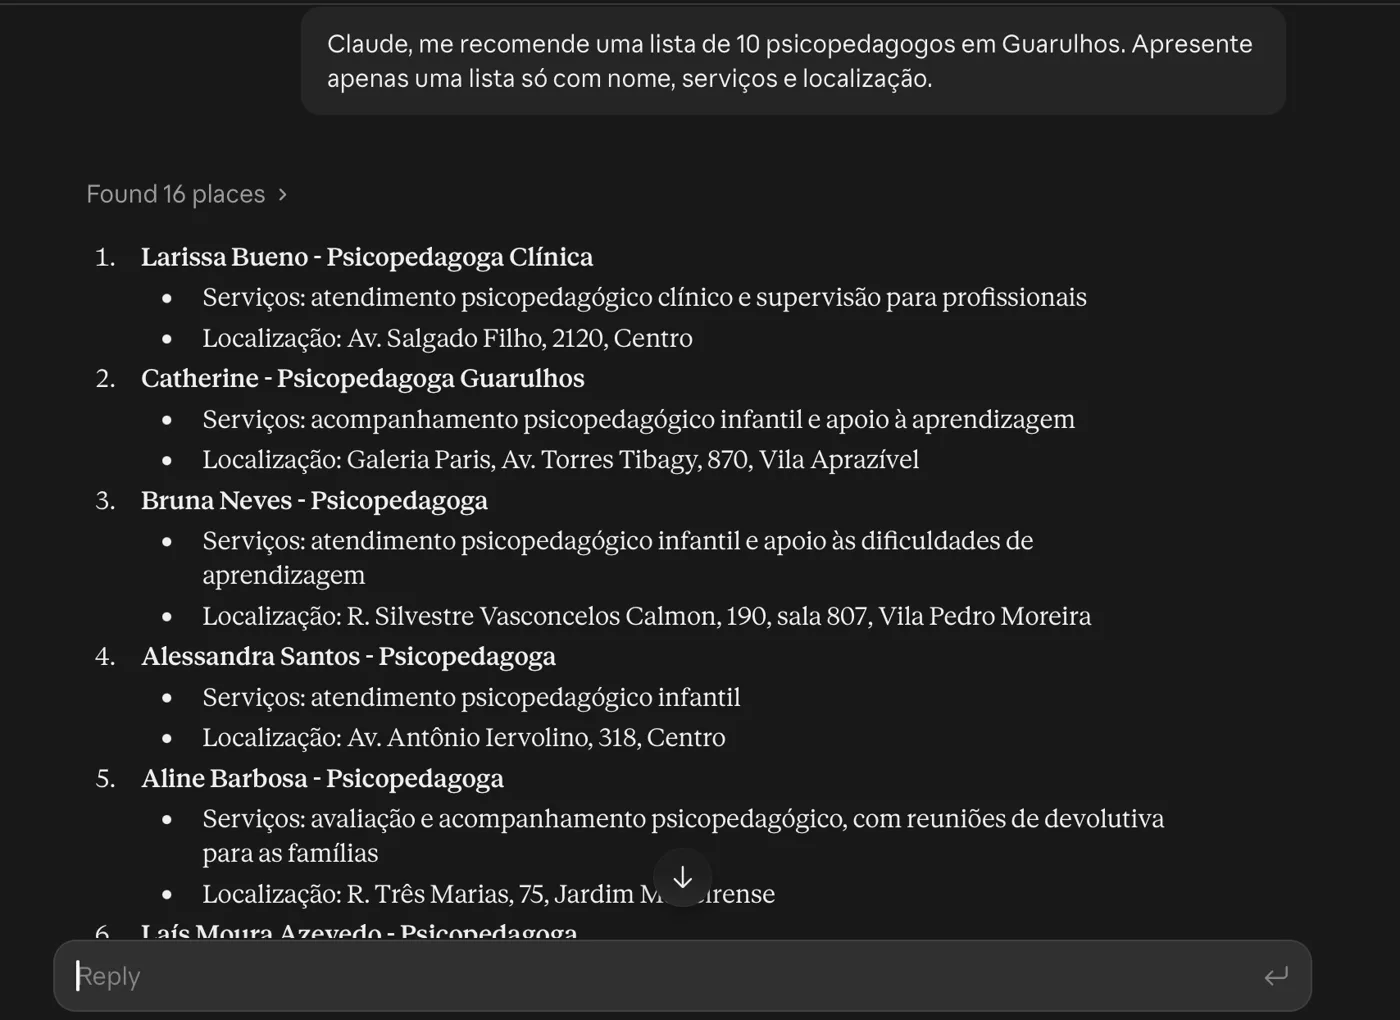 Claude, me recomende uma lista de 10 psicopedagogos em Guarulhos. Apresente
apenas uma lista só com nome, serviços e localização.
Found 16 places >
1. Larissa Bueno - Psicopedagoga Clínica
• Serviços: atendimento psicopedagógico clínico e supervisão para profissionais
• Localização: Av. Salgado Filho, 2120, Centro
2. Catherine - Psicopedagoga Guarulhos
• Serviços: acompanhamento psicopedagógico infantil e apoio à aprendizagem
• Localização: Galeria Paris, Av. Torres Tibagy, 870, Vila Aprazível
3. Bruna Neves - Psicopedagoga
• Serviços: atendimento psicopedagógico infantil e apoio às dificuldades de
aprendizagem
• Localização: R. Silvestre Vasconcelos Calmon, 190, sala 807, Vila Pedro Moreira
4. Alessandra Santos - Psicopedagoga
• Serviços: atendimento psicopedagógico infantil
• Localização: Av. Antônio Iervolino, 318, Centro
5. Aline Barbosa - Psicopedagoga
• Serviços: avaliação e acompanhamento psicopedagógico, com reuniões de devolutiva
para as famílias
• Localização: R. Três Marias, 75, Jardim
6. Laís Moura Azevedo - Psicopedagoga
Reply